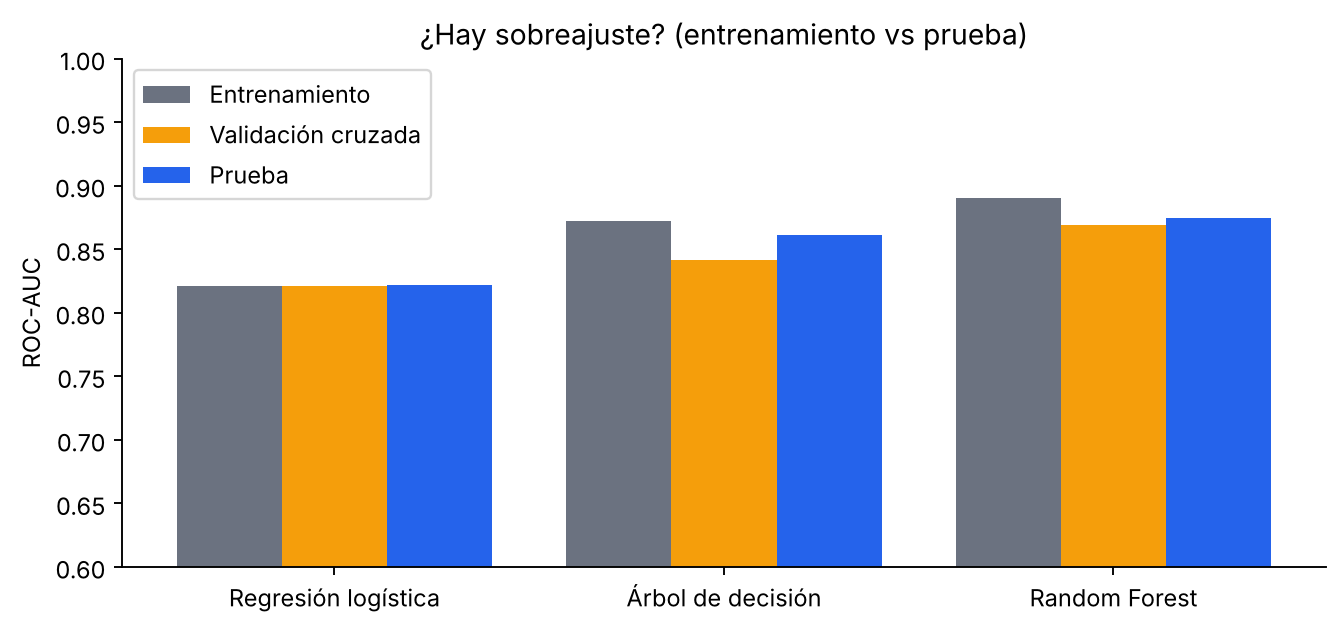 ¿Hay sobreajuste? (entrenamiento vs prueba)
1.00
0.95
0.90
0.85
0.80
0.75
0.70
0.65
0.60
ROC-AUC
Entrenamiento
Validación cruzada
Prueba
Regresión logística
Árbol de decisión
Random Forest